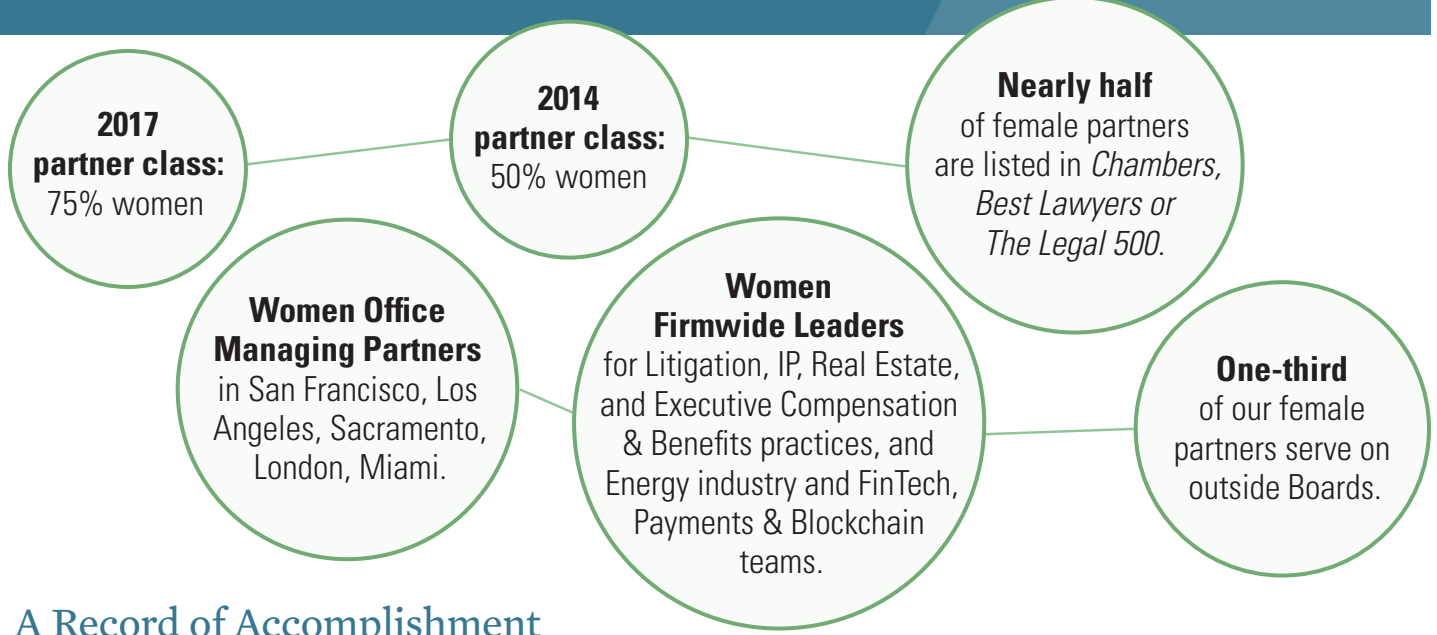 2017
partner class:
75% women
2014
partner class:
50% women
Nearly half
of female partners
are listed in Chambers,
Best Lawyers or
The Legal 500.
Women Office
Managing Partners
in San Francisco, Los
Angeles, Sacramento,
London, Miami.
Women
Firmwide Leaders
for Litigation, IP, Real Estate,
and Executive Compensation
& Benefits practices, and
Energy industry and FinTech,
Payments & Blockchain
teams.
One-third
of our female
partners serve on
outside Boards.
A Record of Accomplishment